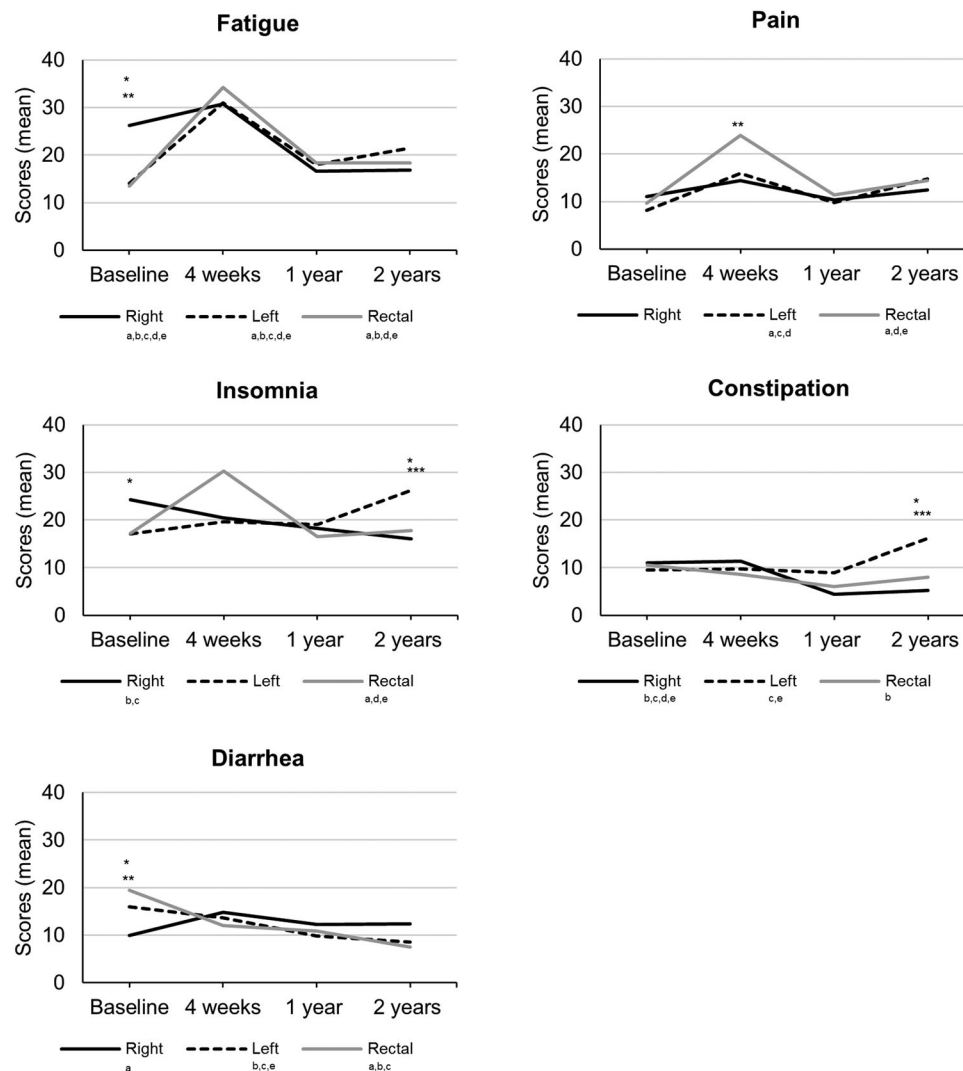 Fatigue
Scores (mean)
40
30
20
10
0
*
**
Baseline 4 weeks 1 year 2 years
Right Left Rectal
a,b,c,d,e a,b,c,d,e a,b,d,e
Pain
Scores (mean)
40
30
20
10
0
**
Baseline 4 weeks 1 year 2 years
Right Left Rectal
a,c,d a,d,e
Insomnia
Scores (mean)
40
30
20
10
0
*
*
***
Baseline 4 weeks 1 year 2 years
Right Left Rectal
b,c a,d,e
Constipation
Scores (mean)
40
30
20
10
0
*
***
Baseline 4 weeks 1 year 2 years
Right Left Rectal
b,c,d,e c,e b
Diarrhea
Scores (mean)
40
30
20
10
0
*
**
Baseline 4 weeks 1 year 2 years
Right Left Rectal
a b,c,e a,b,c